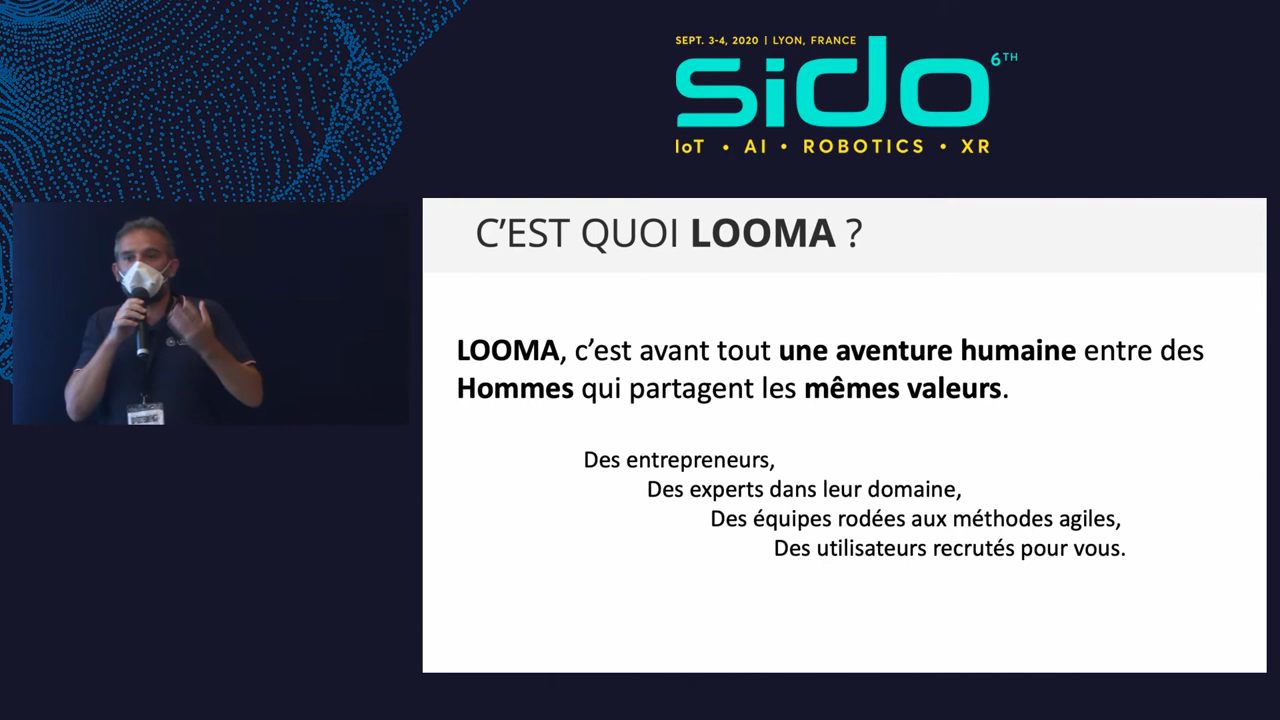 SEPT. 3-4, 2020 | LYON, FRANCE
sido 6TH
IoT • AI • ROBOTICS • XR
C’EST QUOI LOOMA ?
LOOMA, c’est avant tout une aventure humaine entre des
Hommes qui partagent les mêmes valeurs.
Des entrepreneurs,
Des experts dans leur domaine,
Des équipes rodées aux méthodes agiles,
Des utilisateurs recrutés pour vous.